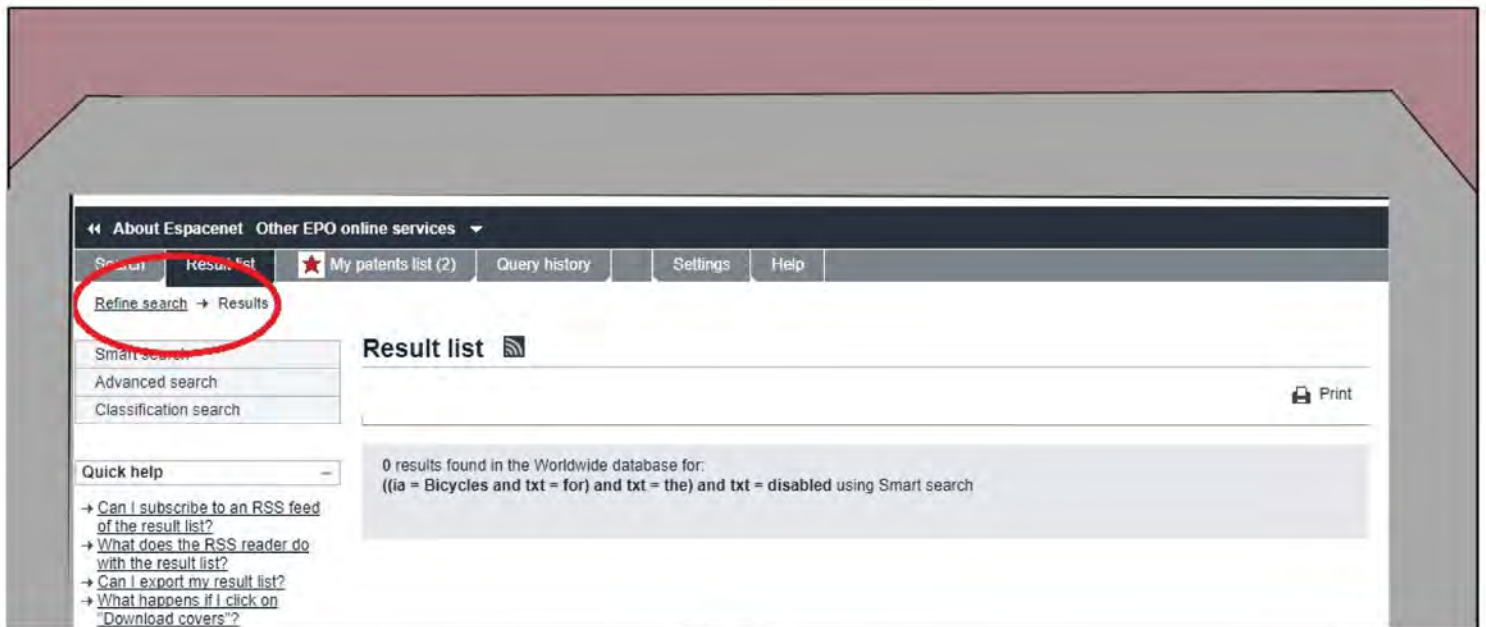 About Espacenet Other EPO online services
Search Result list My patents list (2) Query history Settings Help
Refine search → Results
Smart search
Advanced search
Classification search
Quick help –
→ Can I subscribe to an RSS feed
of the result list?
→ What does the RSS reader do
with the result list?
→ Can I export my result list?
→ What happens if I click on
"Download covers"?
Result list
Print
0 results found in the Worldwide database for:
((ia = Bicycles and txt = for) and txt = the) and txt = disabled using Smart search